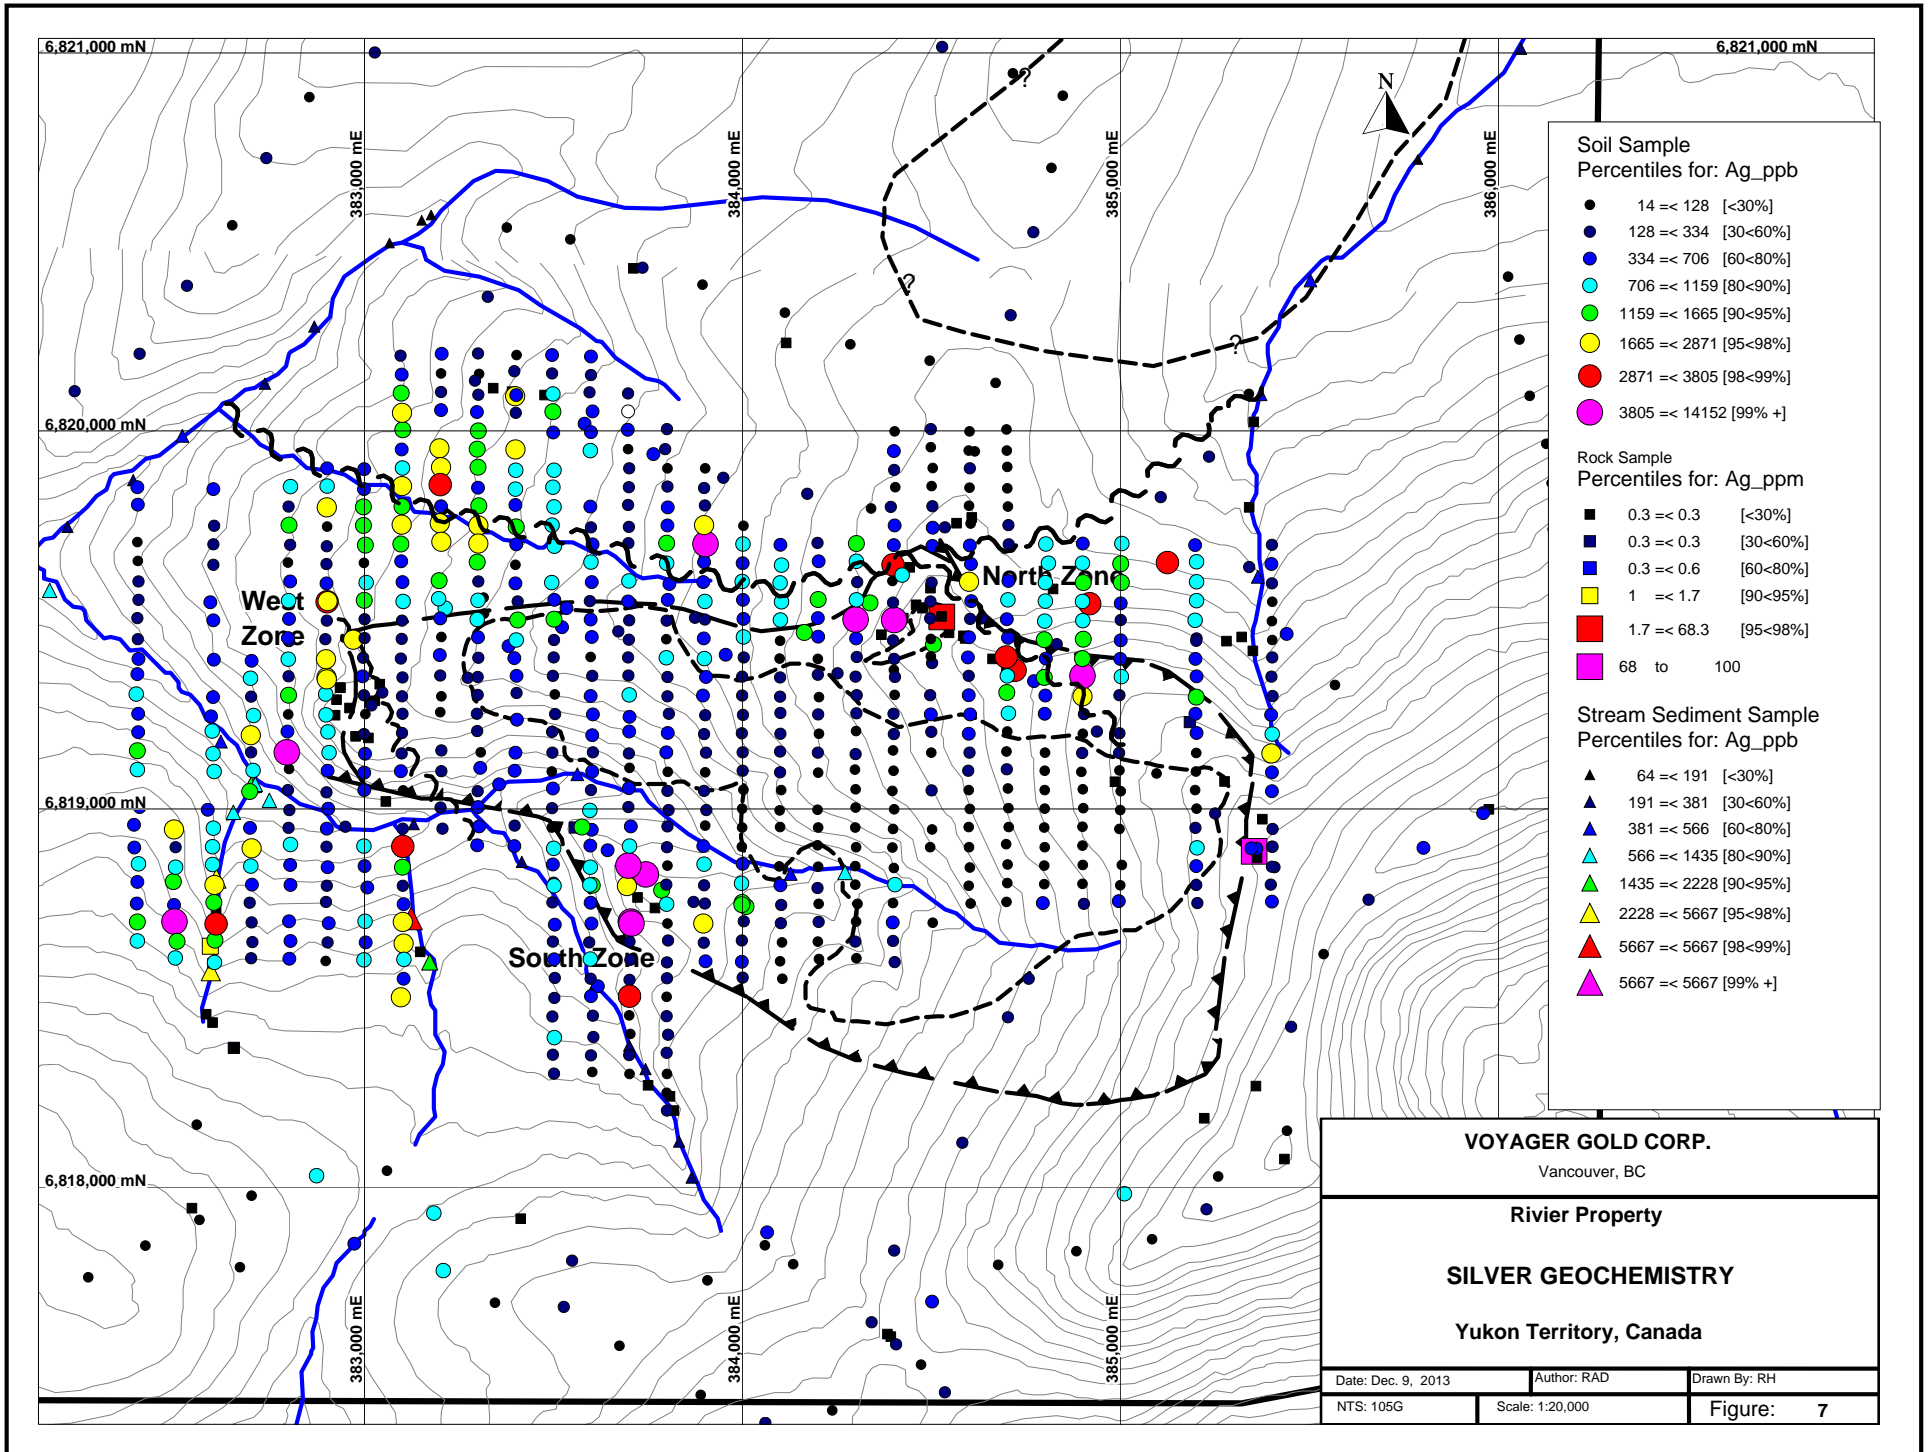 6,821,000 mN
6,821,000 mN
?
N
383,000 mE
384,000 mE
385,000 mE
386,000 mE
?
?
6,820,000 mN
North Zone
West
Zone
6,819,000 mN
South Zone
6,818,000 mN
383,000 mE
384,000 mE
385,000 mE
Soil Sample
Percentiles for: Ag_ppb
14 =< 128 [<30%]
128 =< 334 [30<60%]
334 =< 706 [60<80%]
706 =< 1159 [80<90%]
1159 =< 1665 [90<95%]
1665 =< 2871 [95<98%]
2871 =< 3805 [98<99%]
3805 =< 14152 [99% +]
Rock Sample
Percentiles for: Ag_ppm
0.3 =< 0.3 [<30%]
0.3 =< 0.3 [30<60%]
0.3 =< 0.6 [60<80%]
1 =< 1.7 [90<95%]
1.7 =< 68.3 [95<98%]
68 to 100
Stream Sediment Sample
Percentiles for: Ag_ppb
64 =< 191 [<30%]
191 =< 381 [30<60%]
381 =< 566 [60<80%]
566 =< 1435 [80<90%]
1435 =< 2228 [90<95%]
2228 =< 5667 [95<98%]
5667 =< 5667 [98<99%]
5667 =< 5667 [99% +]
VOYAGER GOLD CORP.
Vancouver, BC
Rivier Property
SILVER GEOCHEMISTRY
Yukon Territory, Canada
Date: Dec. 9, 2013 Author: RAD Drawn By: RH
NTS: 105G Scale: 1:20,000 Figure: 7